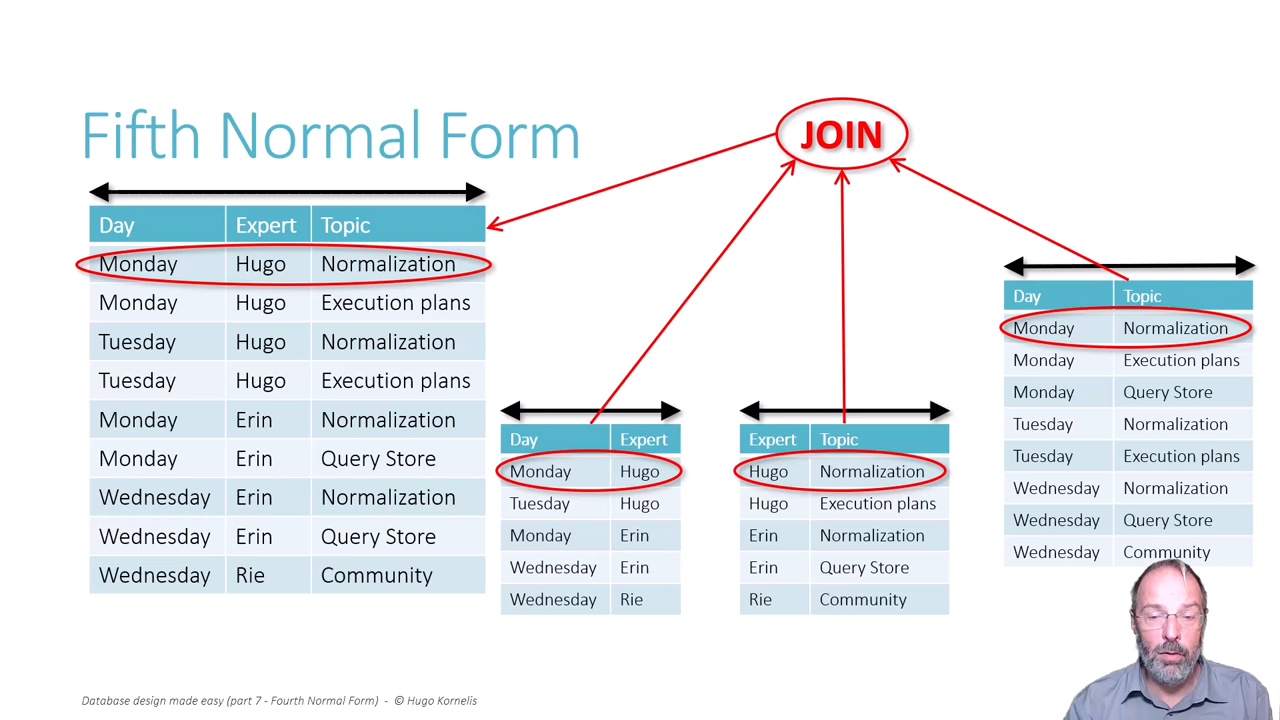 Fifth Normal Form
JOIN
Day Expert Topic
Monday Hugo Normalization
Monday Hugo Execution plans
Tuesday Hugo Normalization
Tuesday Hugo Execution plans
Monday Erin Normalization
Monday Erin Query Store
Wednesday Erin Normalization
Wednesday Erin Query Store
Wednesday Rie Community
Day Expert
Monday Hugo
Tuesday Hugo
Monday Erin
Wednesday Erin
Wednesday Rie
Expert Topic
Hugo Normalization
Hugo Execution plans
Erin Normalization
Erin Query Store
Rie Community
Day Topic
Monday Normalization
Monday Execution plans
Monday Query Store
Tuesday Normalization
Tuesday Execution plans
Wednesday Normalization
Wednesday Query Store
Wednesday Community
Database design made easy (part 7 - Fourth Normal Form) - © Hugo Kornelis